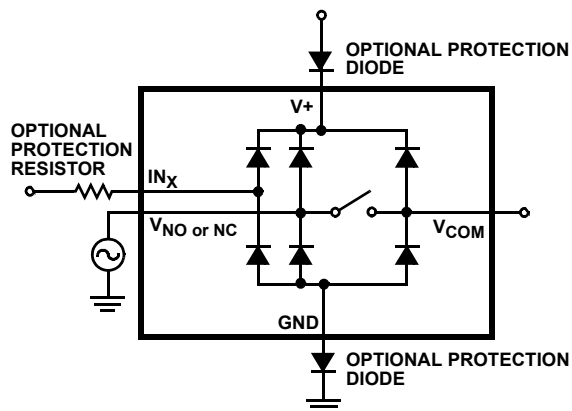 OPTIONAL PROTECTION
DIODE
V+
OPTIONAL
PROTECTION
RESISTOR
INX
VNO or NC
VCOM
GND
OPTIONAL PROTECTION
DIODE